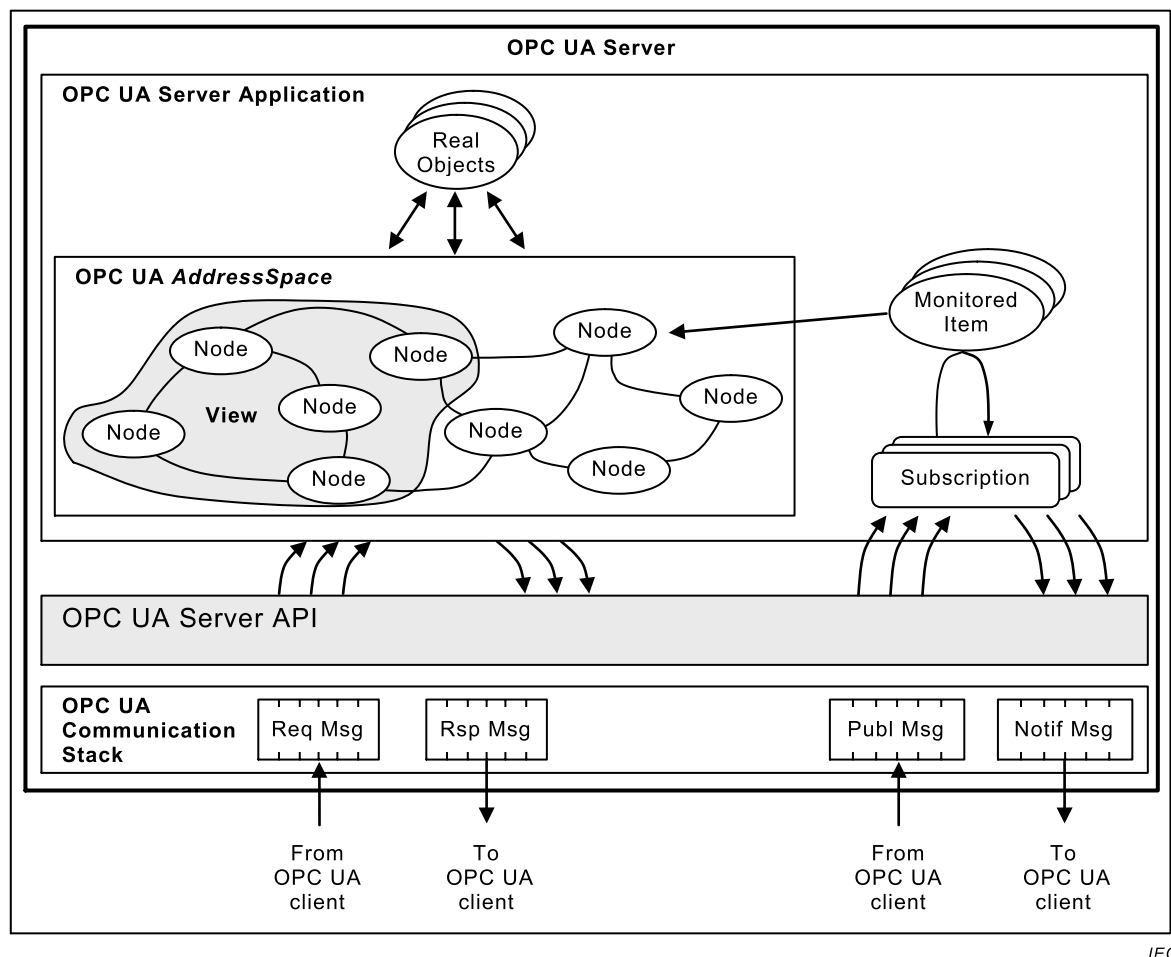 OPC UA Server
OPC UA Server Application
Real
Objects
OPC UA AddressSpace
Monitored
Item
Node
Node
Node
Node
Node
View
Node
Node
Node
Node
Subscription
OPC UA Server API
OPC UA
Communication
Stack
Req Msg
Rsp Msg
Publ Msg
Notif Msg
From
OPC UA
client
To
OPC UA
client
From
OPC UA
client
To
OPC UA
client
IEC